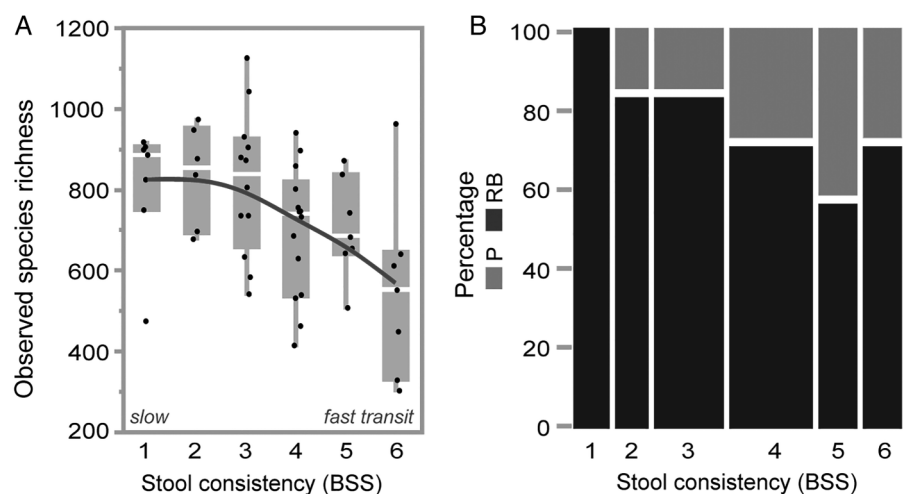 A
Observed species richness
1200
1000
800
600
400
200
slow
fast transit
1 2 3 4 5 6
Stool consistency (BSS)
B
Percentage
P RB
100
80
60
40
20
0
1 2 3 4 5 6
Stool consistency (BSS)